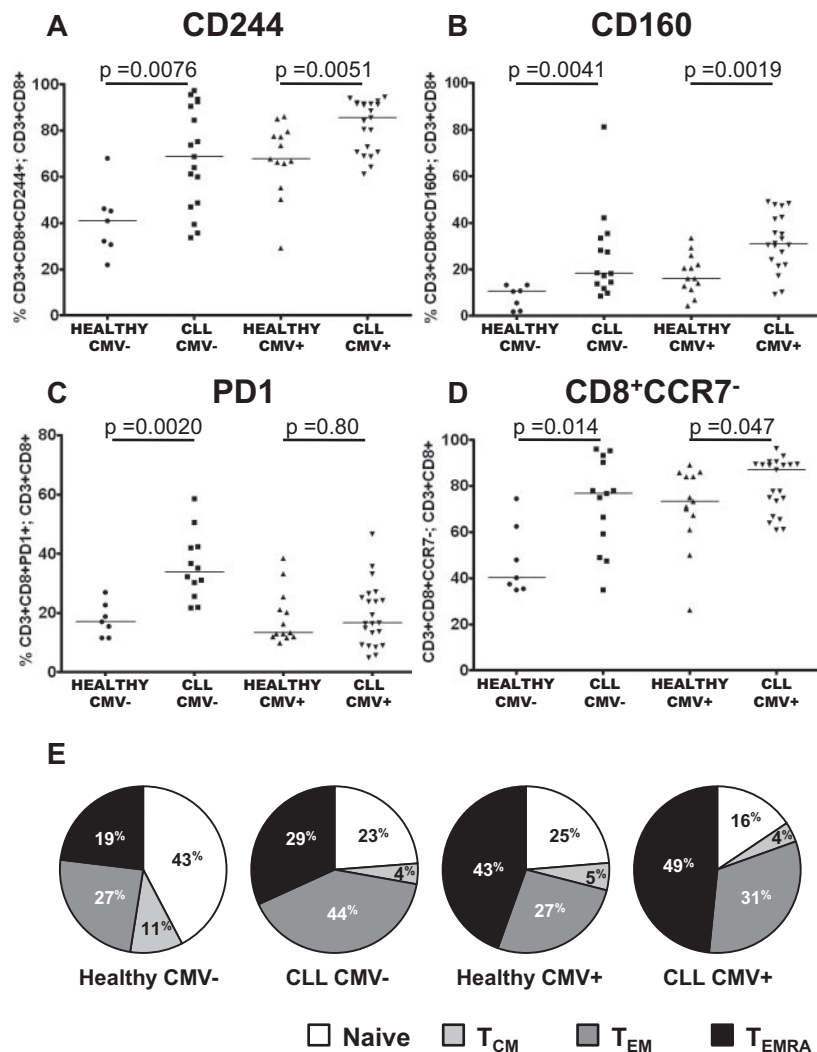 A CD244
p =0.0076 p =0.0051
% CD3+CD8+CD244+; CD3+CD8+
100
80
60
40
20
0
HEALTHY CMV- CLL CMV- HEALTHY CMV+ CLL CMV+
B CD160
p =0.0041 p =0.0019
% CD3+CD8+CD160+; CD3+CD8+
100
80
60
40
20
0
HEALTHY CMV- CLL CMV- HEALTHY CMV+ CLL CMV+
C PD1
p =0.0020 p =0.80
% CD3+CD8+PD1+; CD3+CD8+
80
60
40
20
0
HEALTHY CMV- CLL CMV- HEALTHY CMV+ CLL CMV+
D CD8⁺CCR7⁻
p =0.014 p =0.047
CD3+CD8+CCR7-; CD3+CD8+
100
80
60
40
20
0
HEALTHY CMV- CLL CMV- HEALTHY CMV+ CLL CMV+
E
19% 43% 27% 11%
Healthy CMV-
29% 23% 4% 44%
CLL CMV-
43% 25% 5% 27%
Healthy CMV+
49% 16% 4% 31%
CLL CMV+
Naive T_CM T_EM T_EMRA